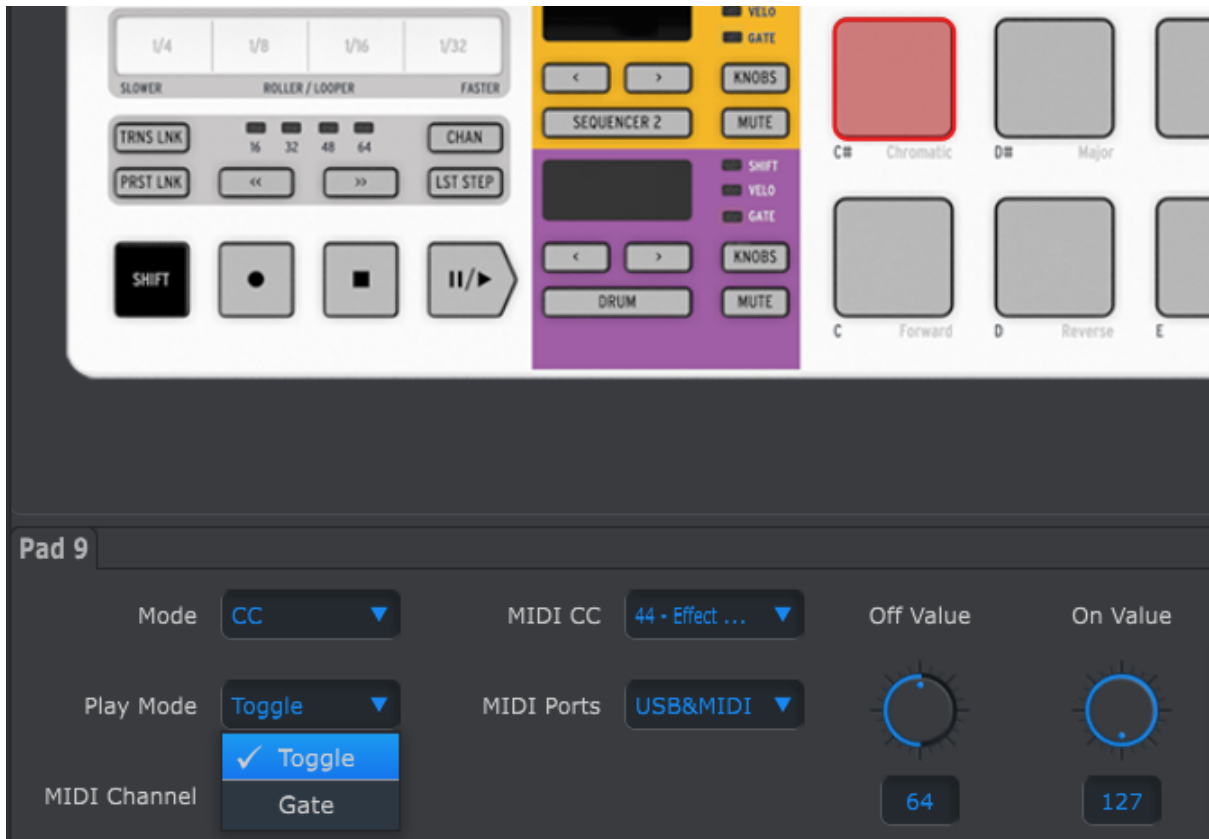 VELO
GATE
1/4 1/8 1/16 1/32
SLOWER ROLLER / LOOPER FASTER
< > KNOBS
SEQUENCER 2 MUTE
TRNS LNK 16 32 48 64 CHAN
C# Chromatic D# Major
SHIFT
PRST LNK << >> LST STEP
VELO
GATE
SHIFT < > KNOBS
DRUM MUTE
C Forward D Reverse E
Pad 9
Mode CC MIDI CC 44 - Effect ... Off Value On Value
Play Mode Toggle MIDI Ports USB&MIDI
✓ Toggle
MIDI Channel Gate 64 127